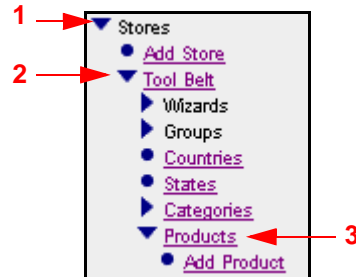 1 Stores
Add Store
2 Tool Belt
Wizards
Groups
Countries
States
Categories
Products 3
Add Product